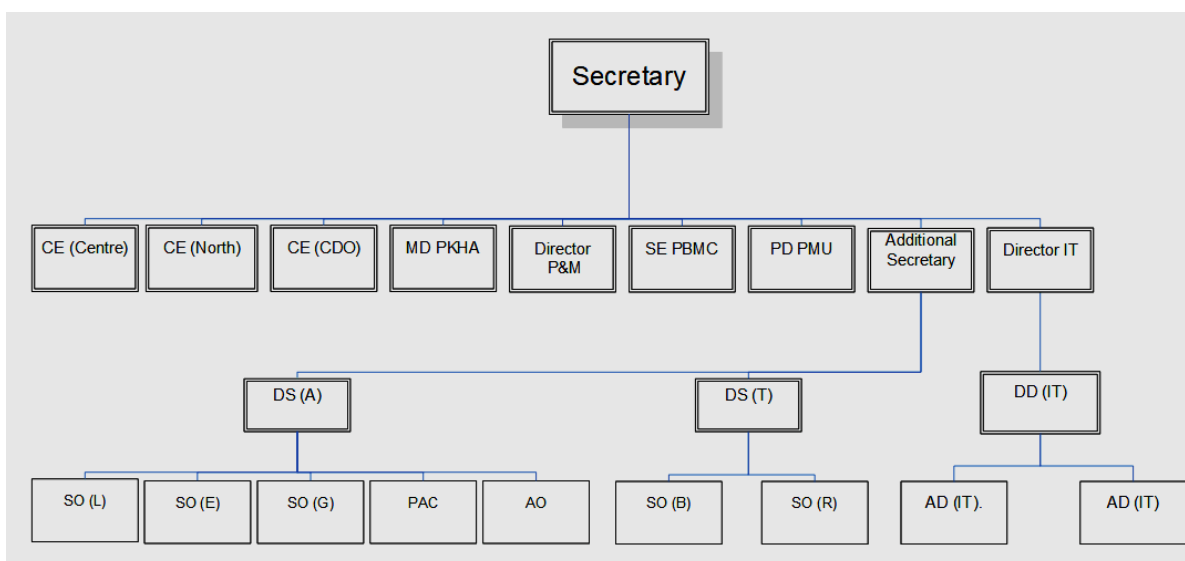 Secretary
CE (Centre)
CE (North)
CE (CDO)
MD PKHA
Director
P&M
SE PBMC
PD PMU
Additional
Secretary
Director IT
DS (A)
DS (T)
DD (IT)
SO (L)
SO (E)
SO (G)
PAC
AO
SO (B)
SO (R)
AD (IT).
AD (IT)